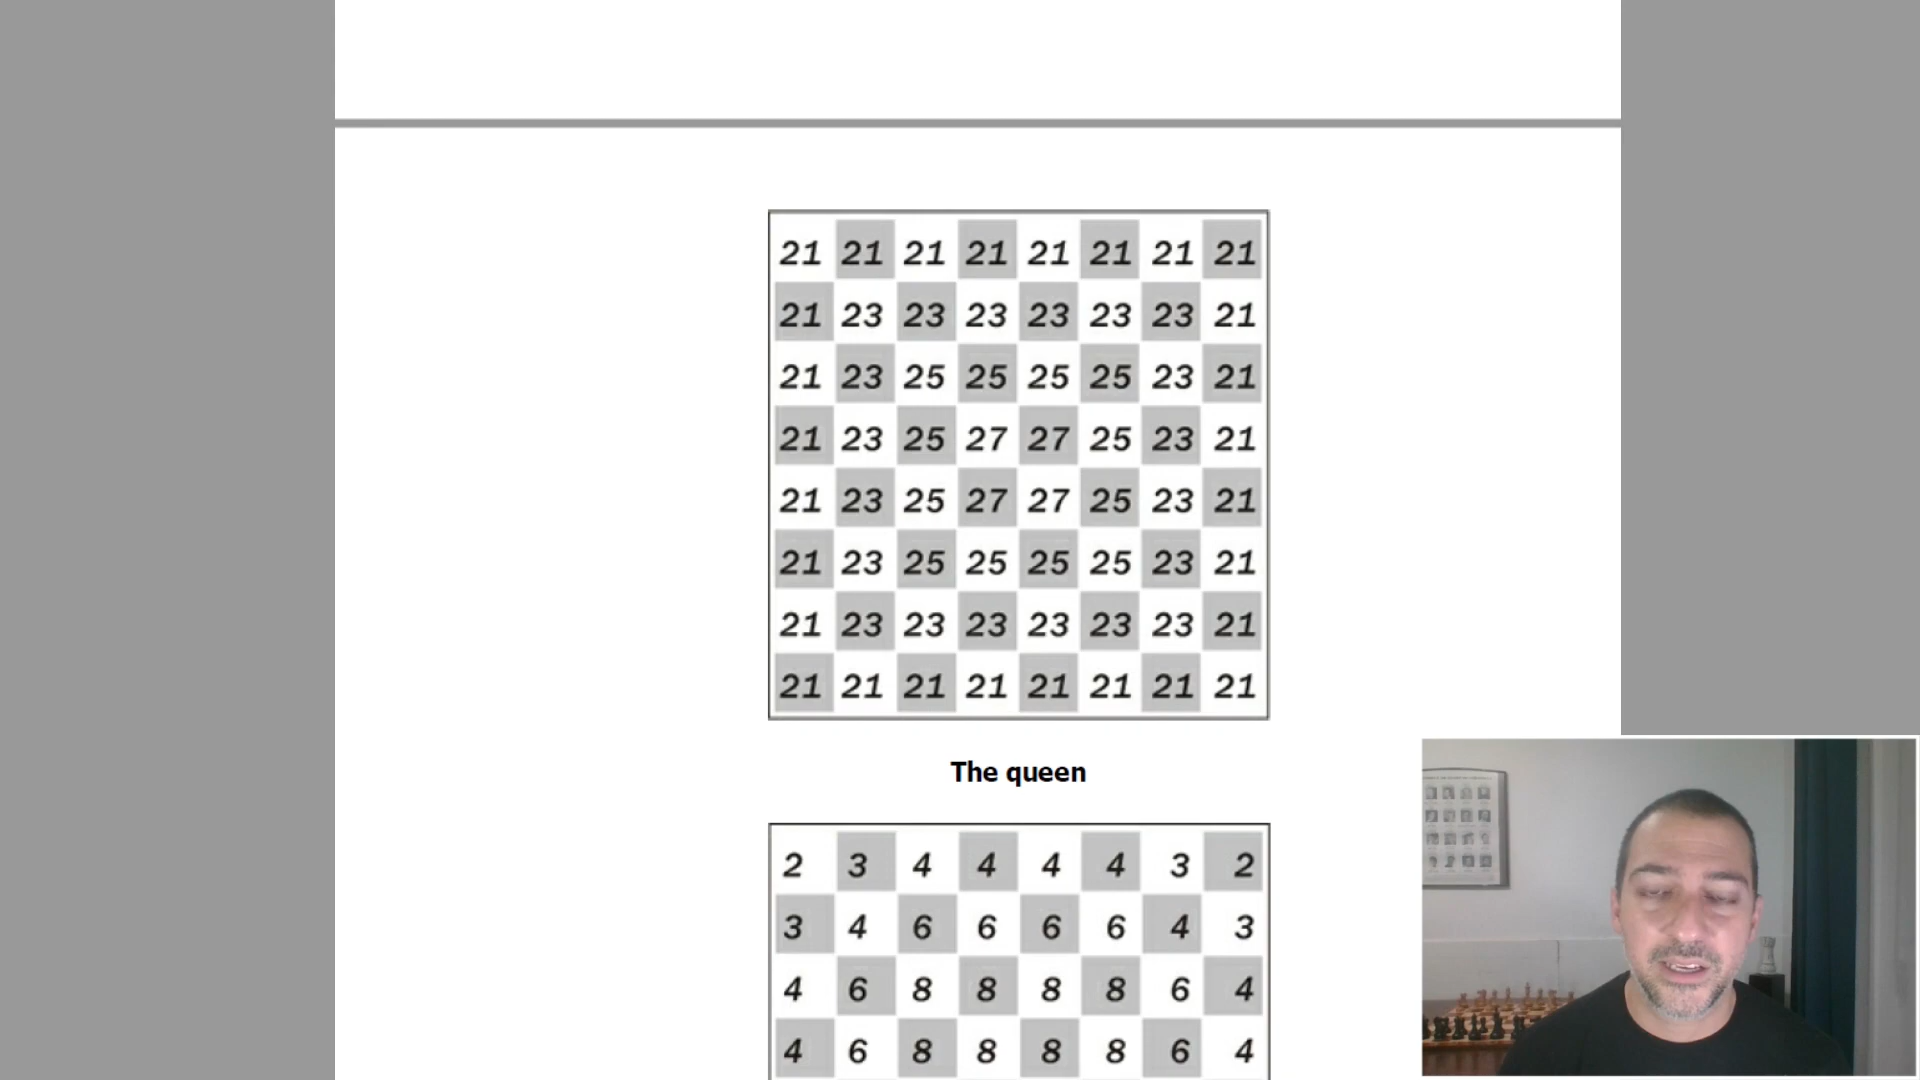 21 21 21 21 21 21 21 21
21 23 23 23 23 23 23 21
21 23 25 25 25 25 23 21
21 23 25 27 27 25 23 21
21 23 25 27 27 25 23 21
21 23 25 25 25 25 23 21
21 23 23 23 23 23 23 21
21 21 21 21 21 21 21 21
The queen
2 3 4 4 4 4 3 2
3 4 6 6 6 6 4 3
4 6 8 8 8 8 6 4
4 6 8 8 8 8 6 4